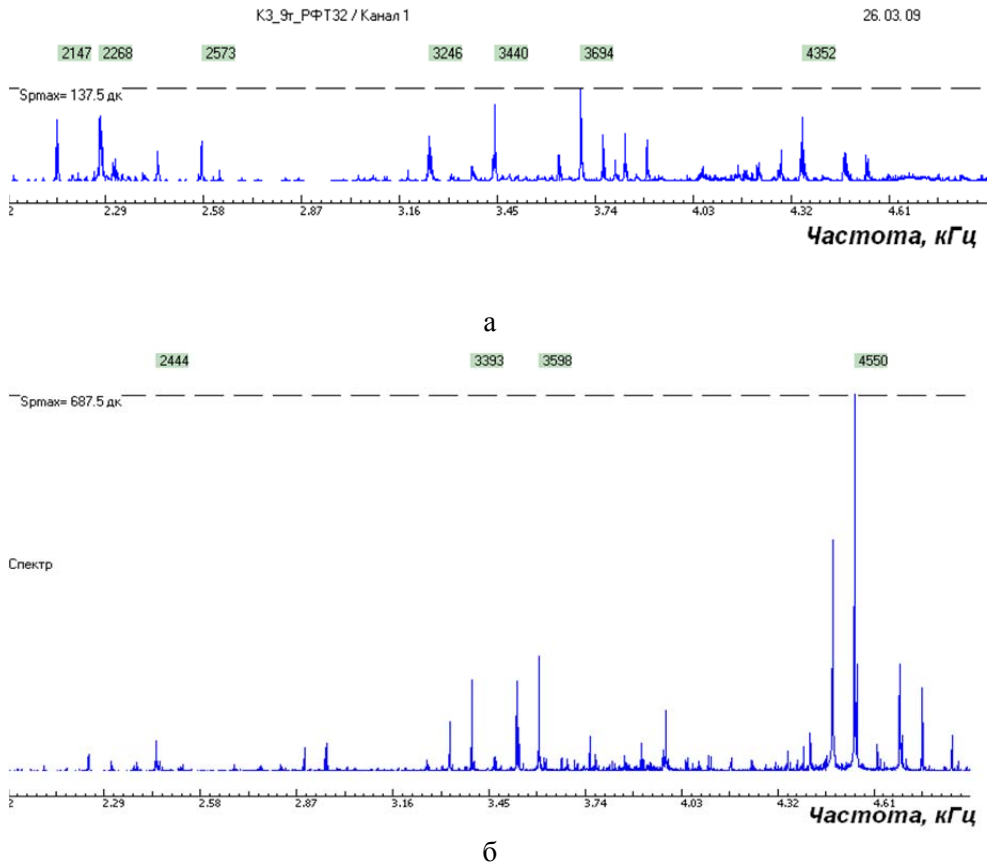 К3_9т_РФТ32 / Канал 1 26. 03. 09
2147 2268 2573 3246 3440 3694 4352
Spmax= 137.5 дк
2 2.29 2.58 2.87 3.16 3.45 3.74 4.03 4.32 4.61
Частота, кГц
а
2444 3393 3598 4550
Spmax= 687.5 дк
Спектр
2 2.29 2.58 2.87 3.16 3.45 3.74 4.03 4.32 4.61
Частота, кГц
б